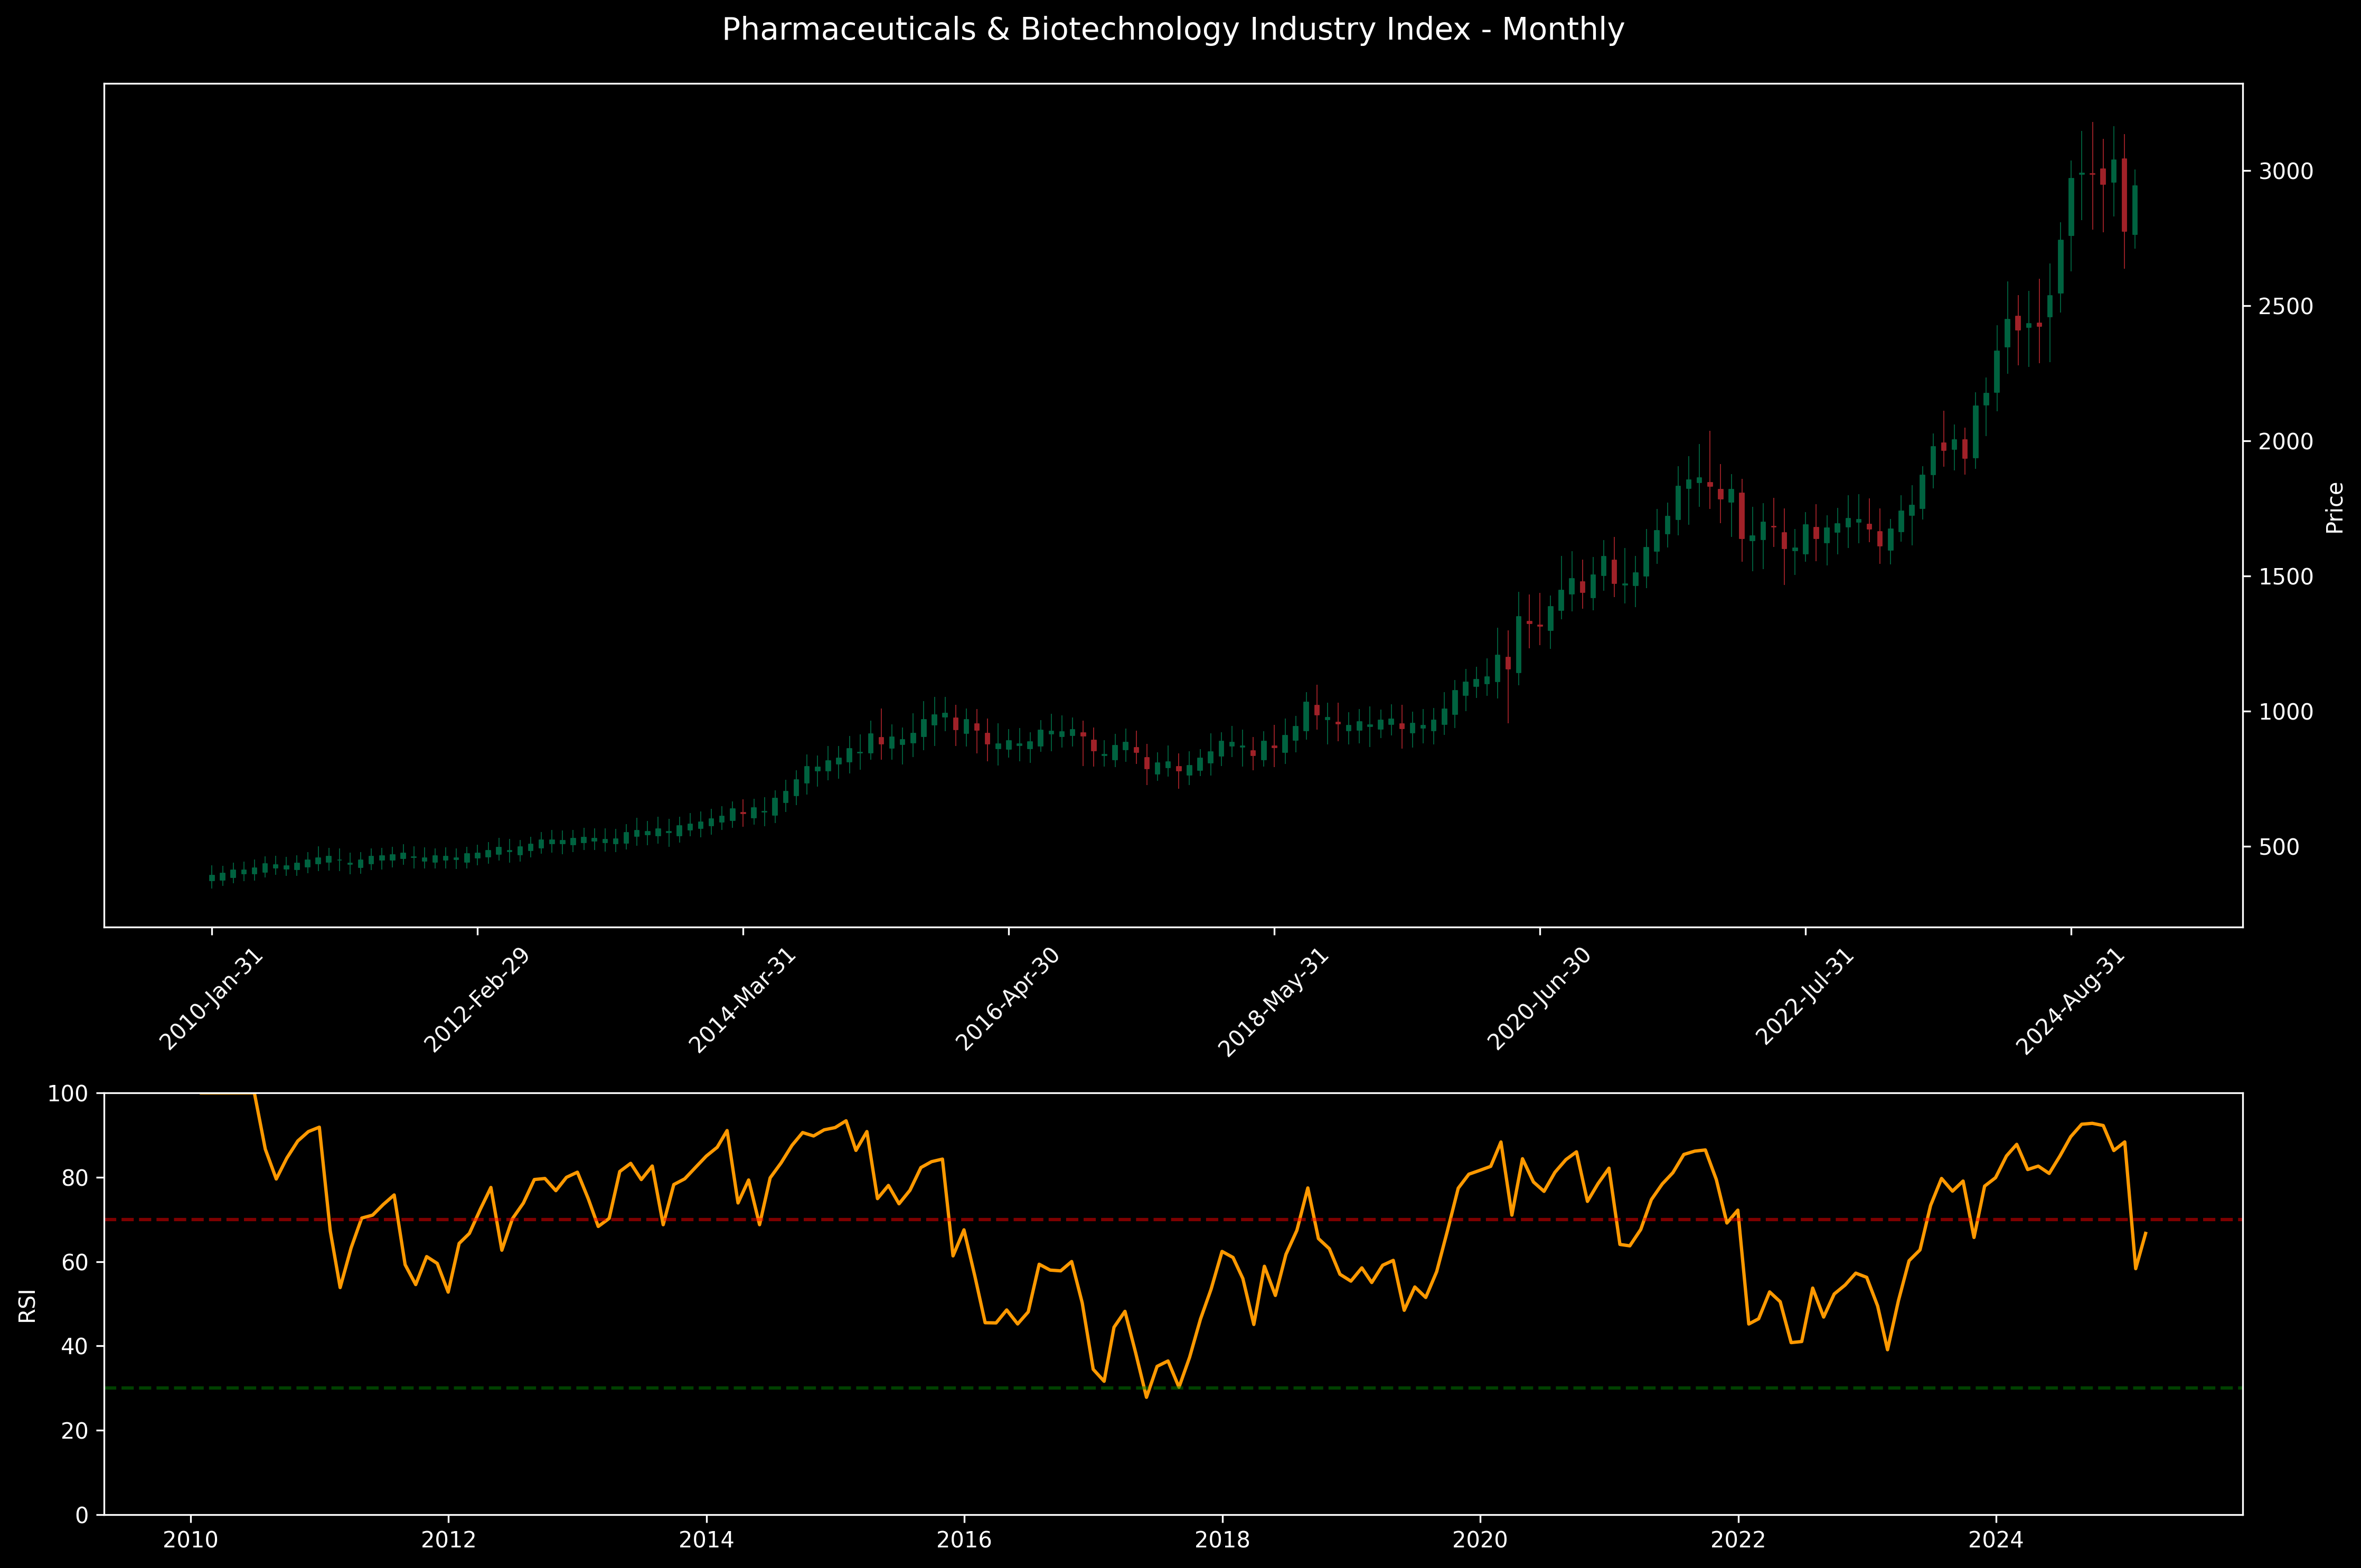 Pharmaceuticals & Biotechnology Industry Index - Monthly
3000
2500
2000
1500
1000
500
Price
2010-Jan-31
2012-Feb-29
2014-Mar-31
2016-Apr-30
2018-May-31
2020-Jun-30
2022-Jul-31
2024-Aug-31
100
80
60
40
20
0
RSI
2010
2012
2014
2016
2018
2020
2022
2024